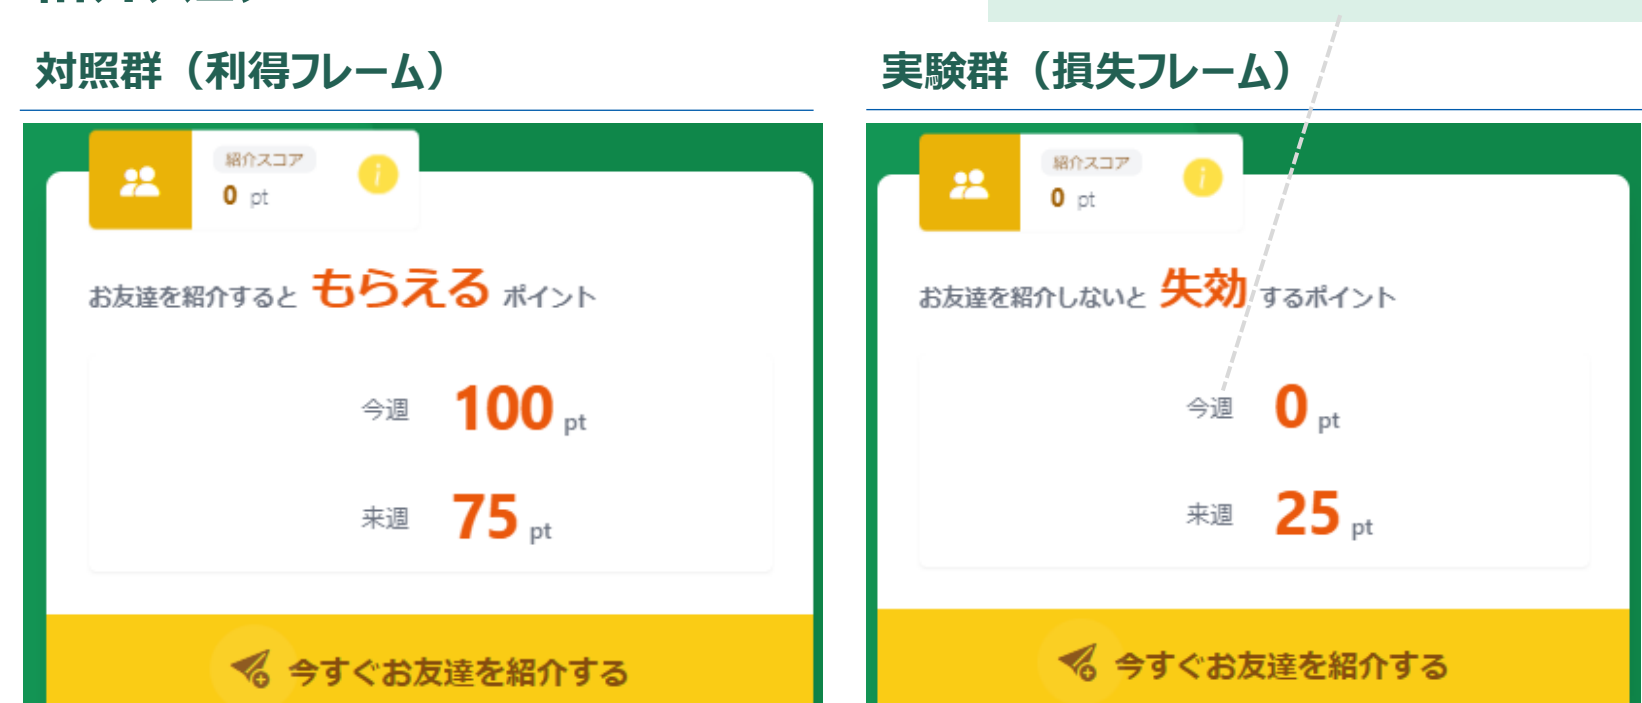 対照群（利得フレーム）
紹介スコア
0 pt
i
お友達を紹介すると もらえる ポイント
今週 100 pt
来週 75 pt
今すぐお友達を紹介する
実験群（損失フレーム）
紹介スコア
0 pt
i
お友達を紹介しないと 失効 するポイント
今週 0 pt
来週 25 pt
今すぐお友達を紹介する